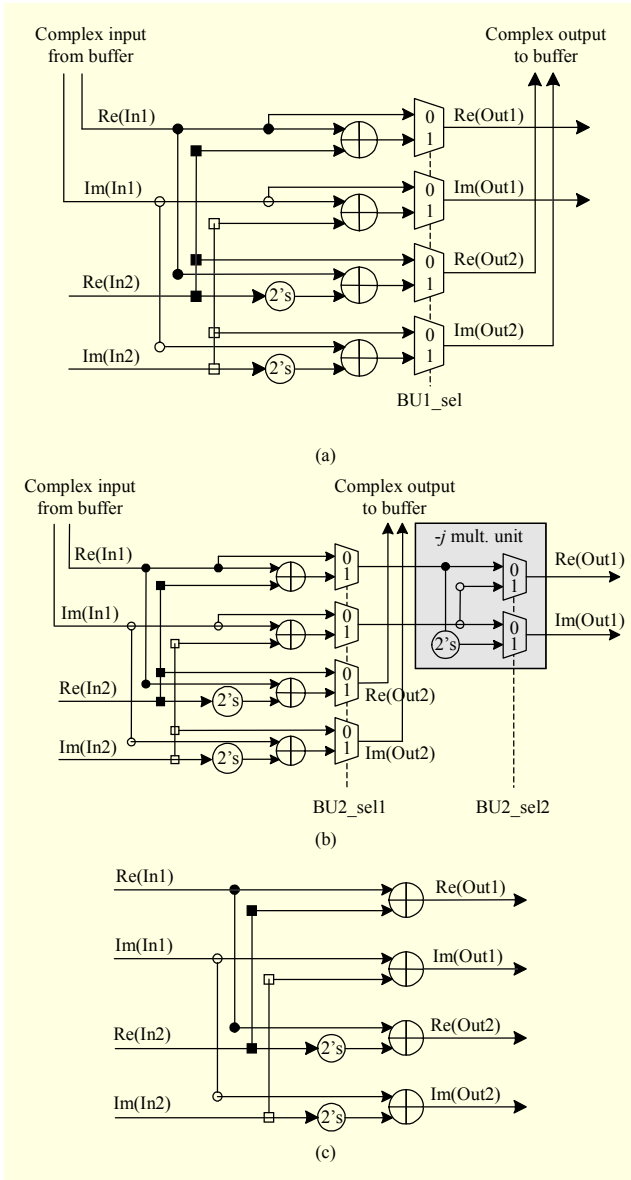 Complex input
from buffer
Complex output
to buffer
Re(In1)
0
1
Re(Out1)
Im(In1)
0
1
Im(Out1)
0
1
Re(Out2)
Re(In2)
2's
0
1
Im(Out2)
Im(In2)
2's
BU1_sel
(a)
Complex input
from buffer
Complex output
to buffer
-j mult. unit
Re(In1)
0
1
0
1
Re(Out1)
Im(In1)
0
1
0
1
Im(Out1)
2's
Re(In2)
2's
0
1
Re(Out2)
Im(In2)
2's
0
1
Im(Out2)
BU2_sel1
BU2_sel2
(b)
Re(In1)
Re(Out1)
Im(In1)
Im(Out1)
Re(In2)
2's
Re(Out2)
Im(In2)
2's
Im(Out2)
(c)